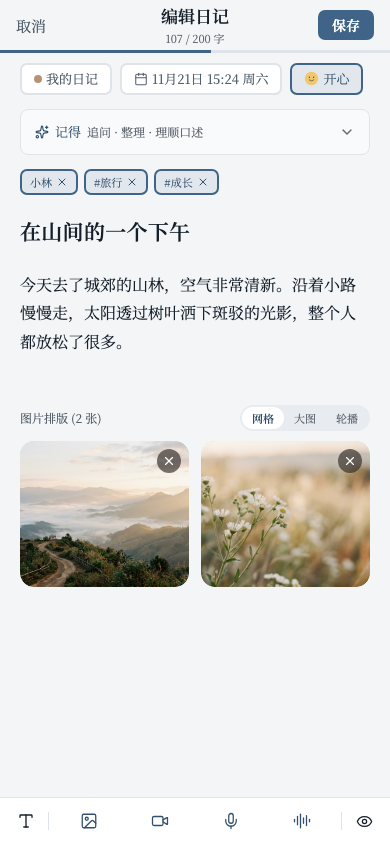 取消
编辑日记
107 / 200 字
保存
我的日记
11月21日 15:24 周六
开心
记得 追问 · 整理 · 理顺口述
小林
#旅行
#成长
在山间的一个下午
今天去了城郊的山林，空气非常清新。沿着小路
慢慢走，太阳透过树叶洒下斑驳的光影，整个人
都放松了很多。
图片排版 (2 张)
网格
大图
轮播